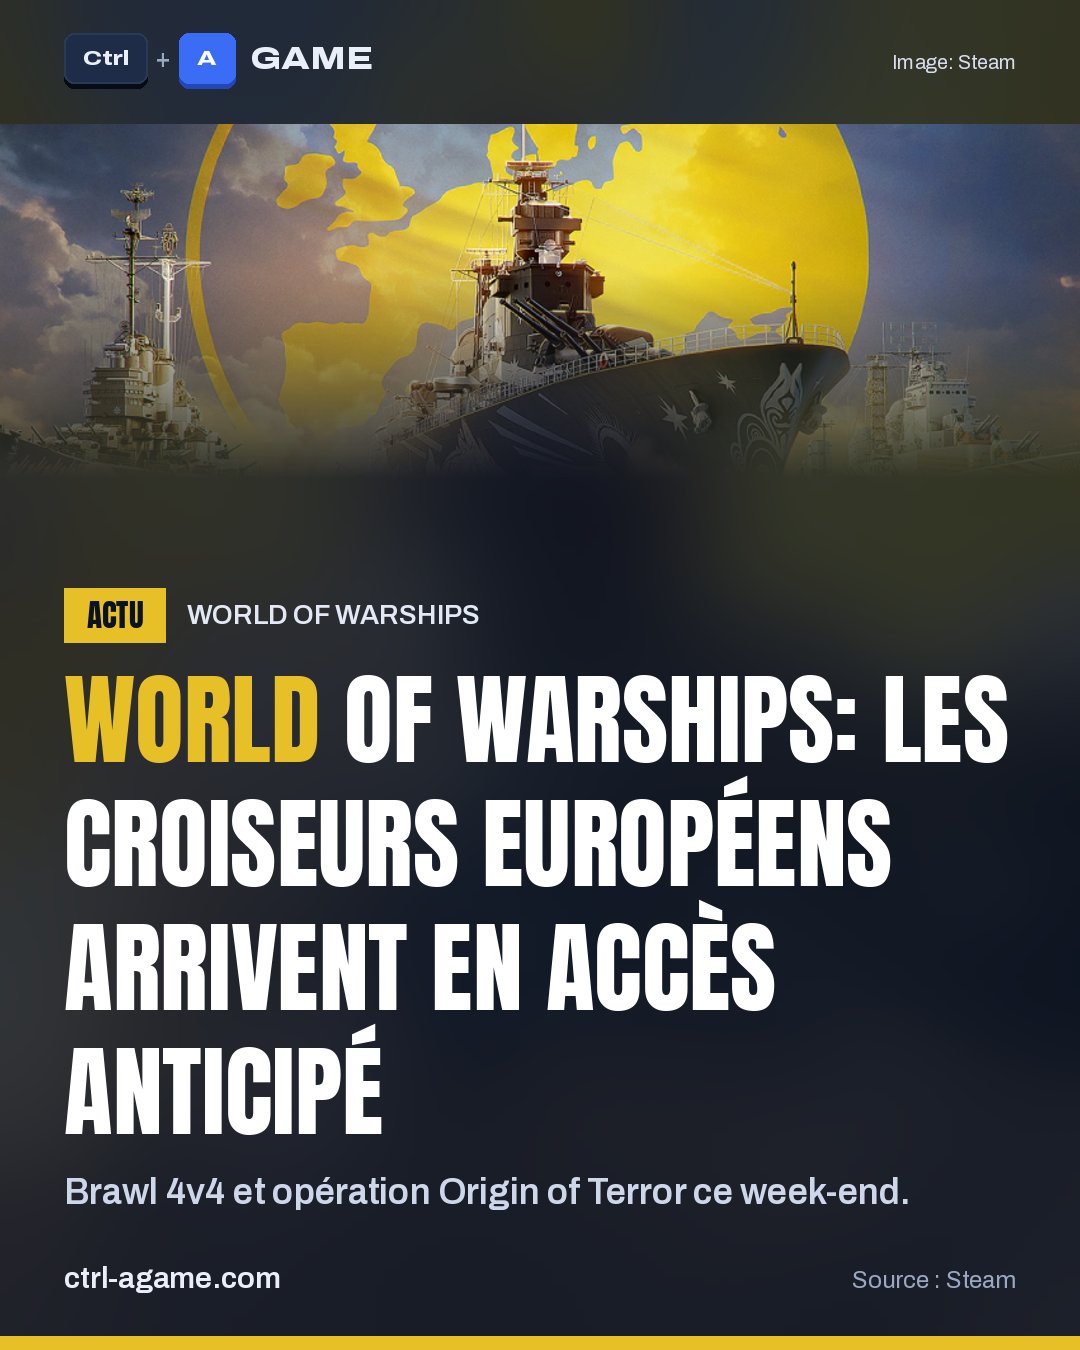 Ctrl + A GAME
Image: Steam
ACTU WORLD OF WARSHIPS
WORLD OF WARSHIPS: LES
CROISEURS EUROPÉENS
ARRIVENT EN ACCÈS
ANTICIPÉ
Brawl 4v4 et opération Origin of Terror ce week-end.
ctrl-agame.com
Source : Steam